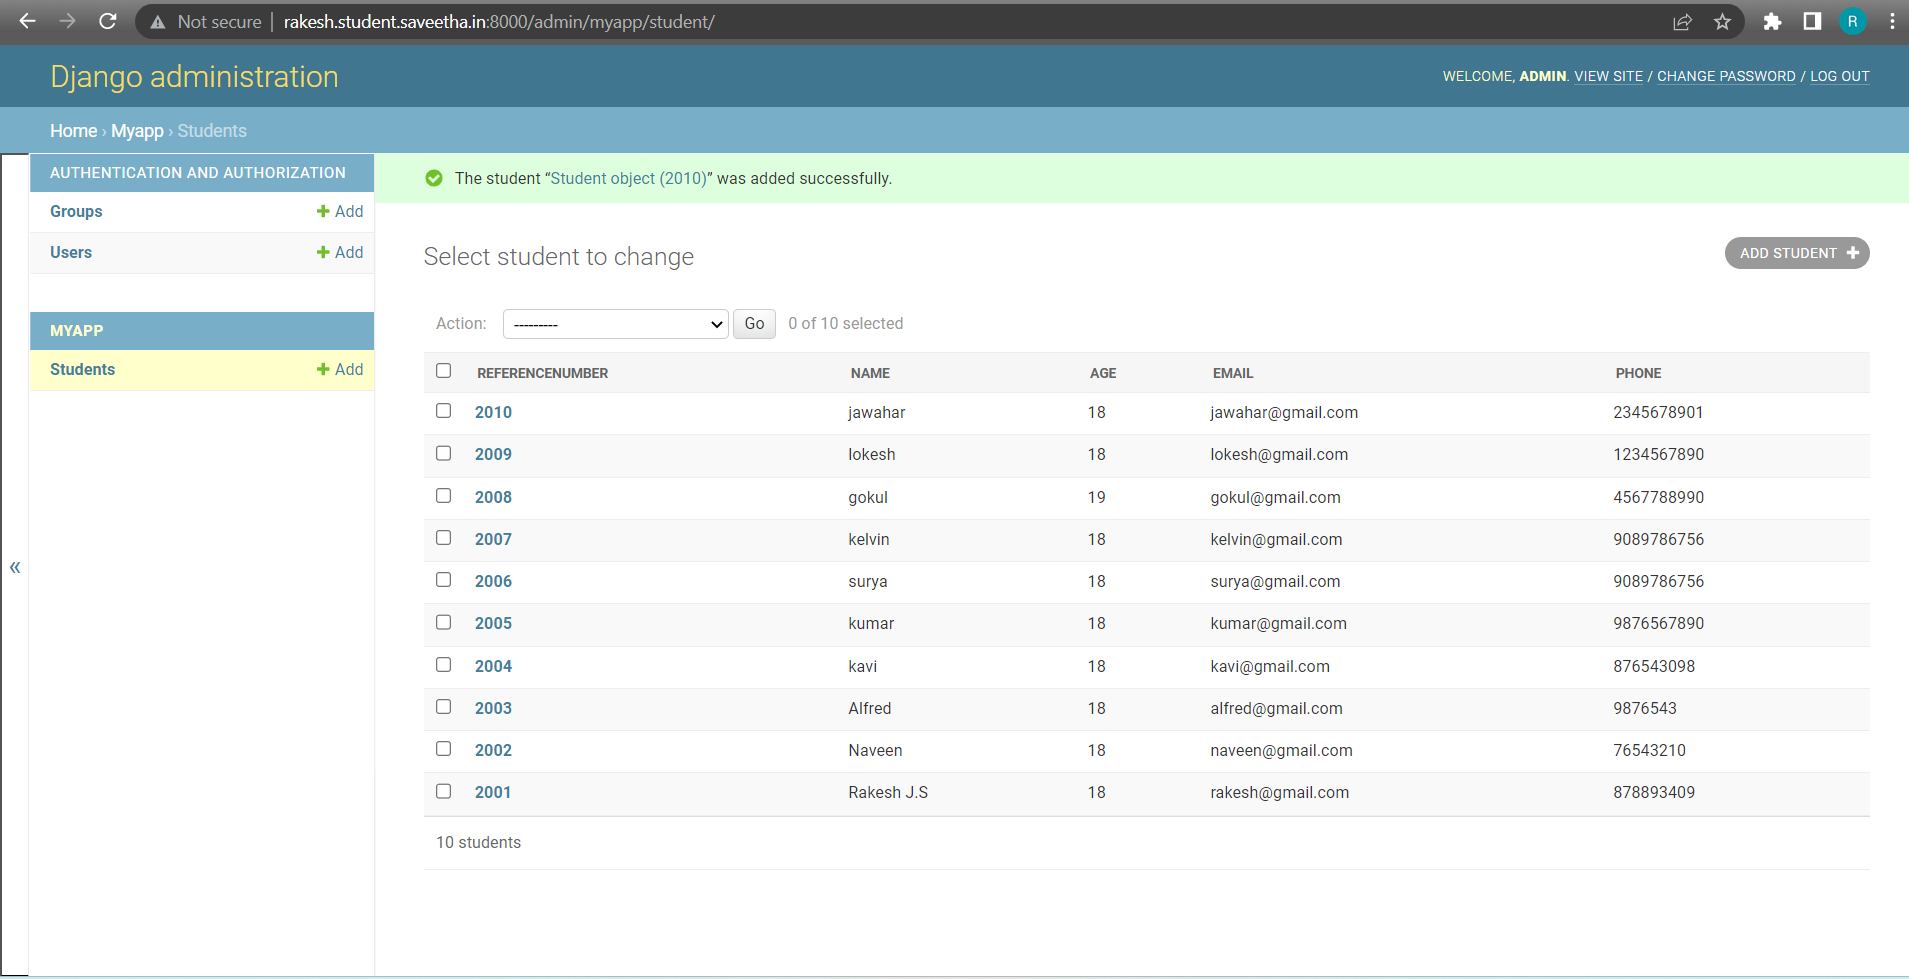 Not secure | rakesh.student.saveetha.in:8000/admin/myapp/student/
R
Django administration
WELCOME, ADMIN. VIEW SITE / CHANGE PASSWORD / LOG OUT
Home › Myapp › Students
AUTHENTICATION AND AUTHORIZATION
Groups + Add
Users + Add
MYAPP
Students + Add
«
The student “Student object (2010)” was added successfully.
Select student to change
ADD STUDENT +
Action: --------- Go 0 of 10 selected
REFERENCENUMBER NAME AGE EMAIL PHONE
2010 jawahar 18 jawahar@gmail.com 2345678901
2009 lokesh 18 lokesh@gmail.com 1234567890
2008 gokul 19 gokul@gmail.com 4567788990
2007 kelvin 18 kelvin@gmail.com 9089786756
2006 surya 18 surya@gmail.com 9089786756
2005 kumar 18 kumar@gmail.com 9876567890
2004 kavi 18 kavi@gmail.com 876543098
2003 Alfred 18 alfred@gmail.com 9876543
2002 Naveen 18 naveen@gmail.com 76543210
2001 Rakesh J.S 18 rakesh@gmail.com 878893409
10 students